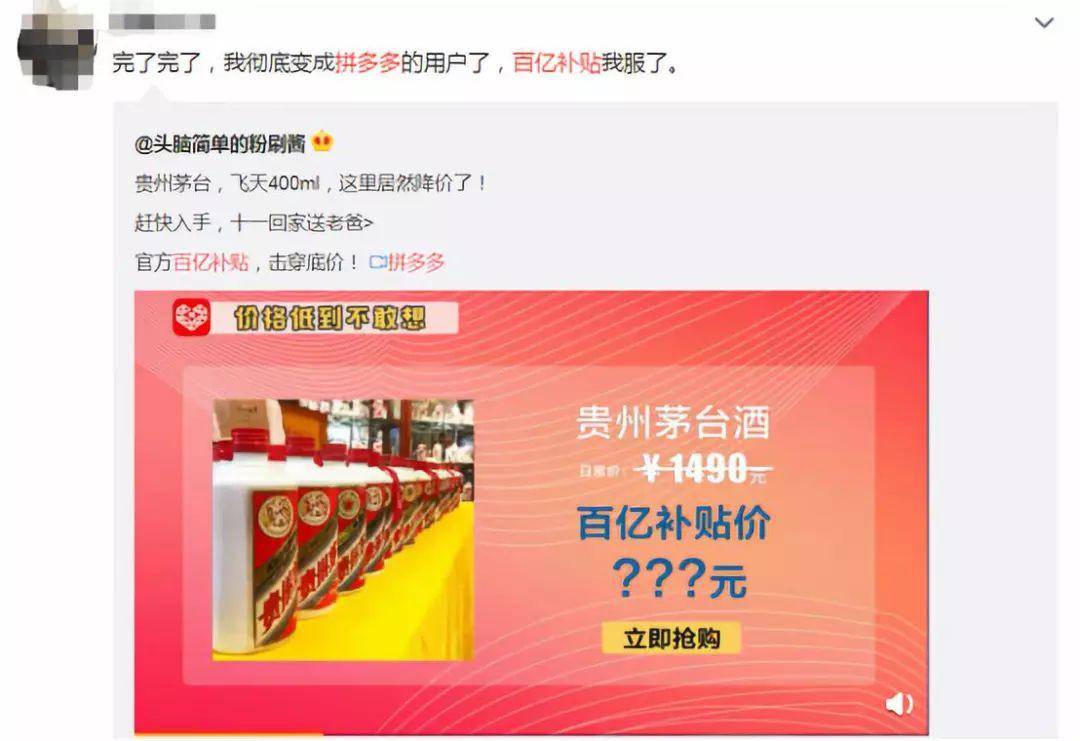 完了完了，我彻底变成拼多多的用户了，百亿补贴我服了。
@头脑简单的粉刷酱
贵州茅台，飞天400ml，这里居然降价了！
赶快入手，十一回家送老爸>
官方百亿补贴，击穿底价！拼多多
价格低到不敢想
贵州茅台酒
日常价：￥1490元
百亿补贴价
???元
立即抢购